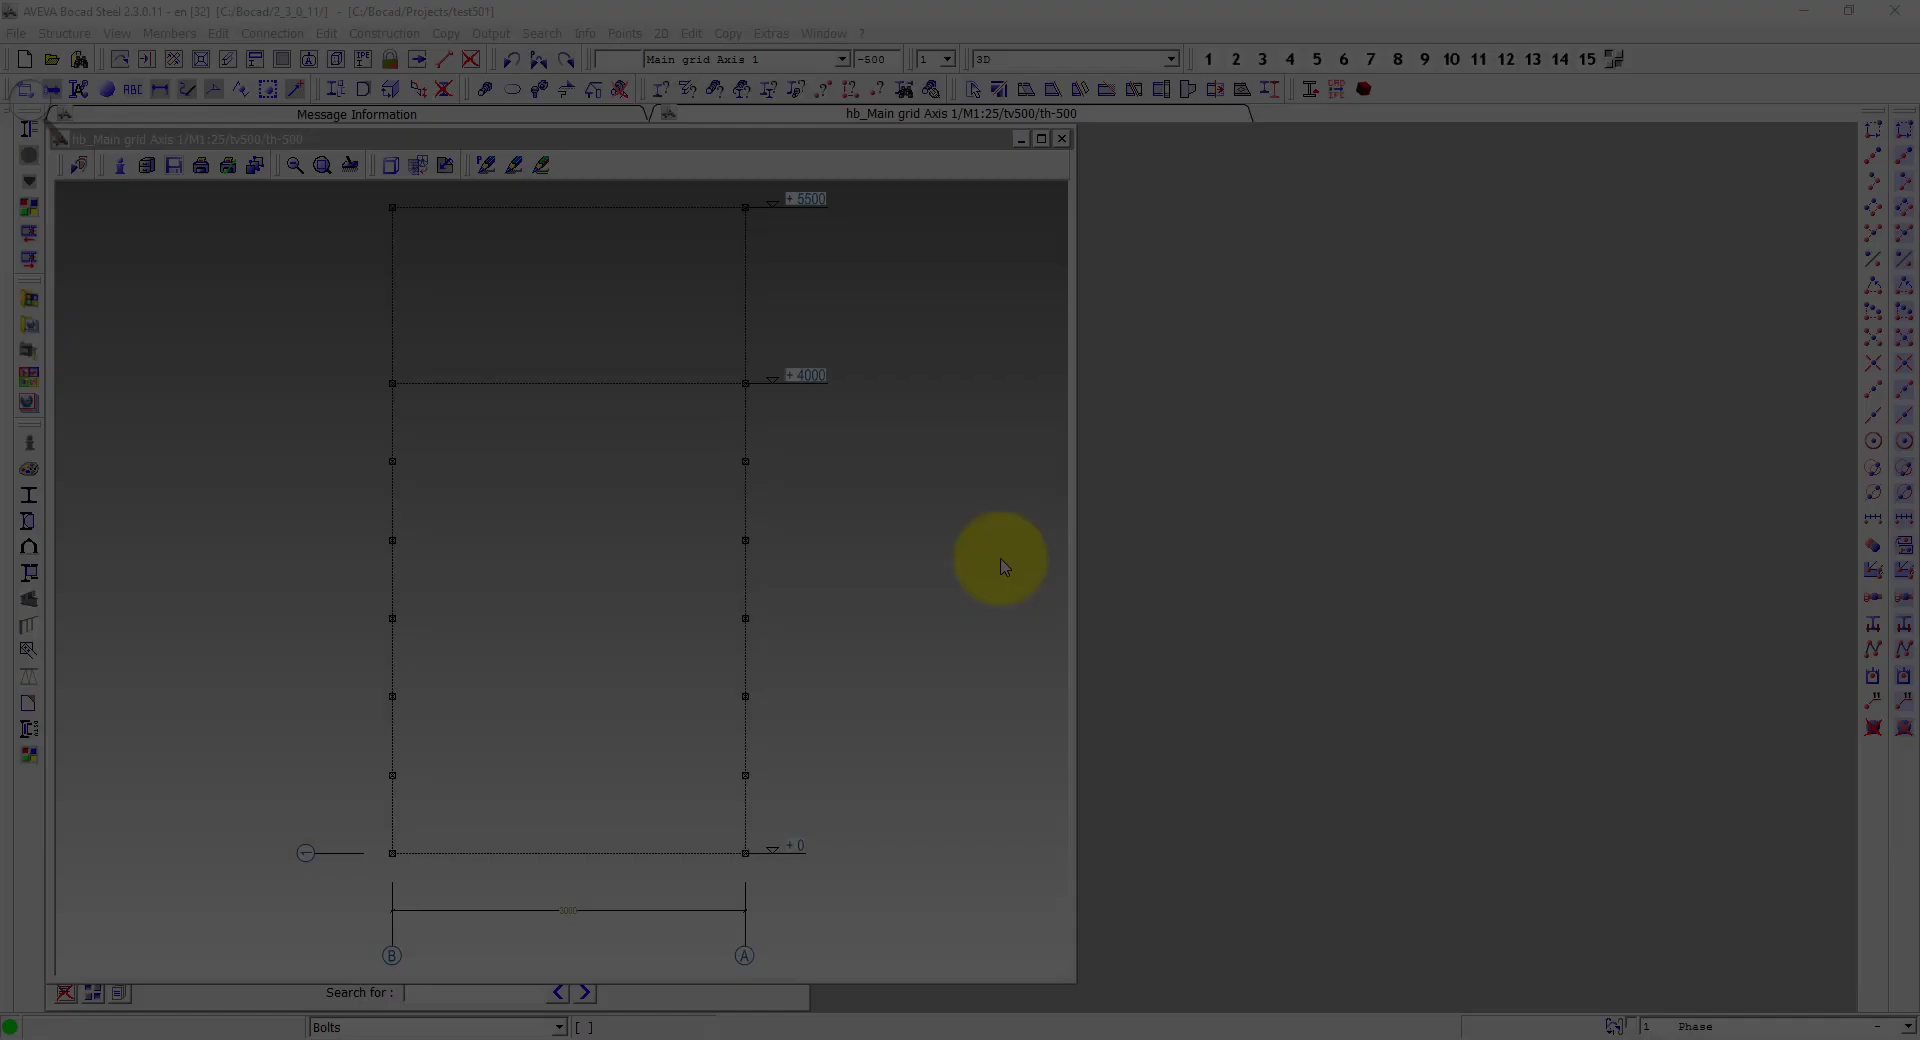 AVEVA Bocad Steel 2.3.0.11 - en [32] [C:/Bocad/2_3_0_11/] - [C:/Bocad/Projects/test501]
File Structure View Members Edit Connection Edit Construction Copy Output Search Info Points 2D Edit Copy Extras Window ?
Main grid Axis 1 -500 1 3D 1 2 3 4 5 6 7 8 9 10 11 12 13 14 15
ABC
Message Information hb_Main grid Axis 1/M1:25/tv500/th-500
hb_Main grid Axis 1/M1:25/tv500/th-500
+ 5500
+ 4000
+ 0
1
3000
B A
Search for :
Bolts [ ] 1 Phase -